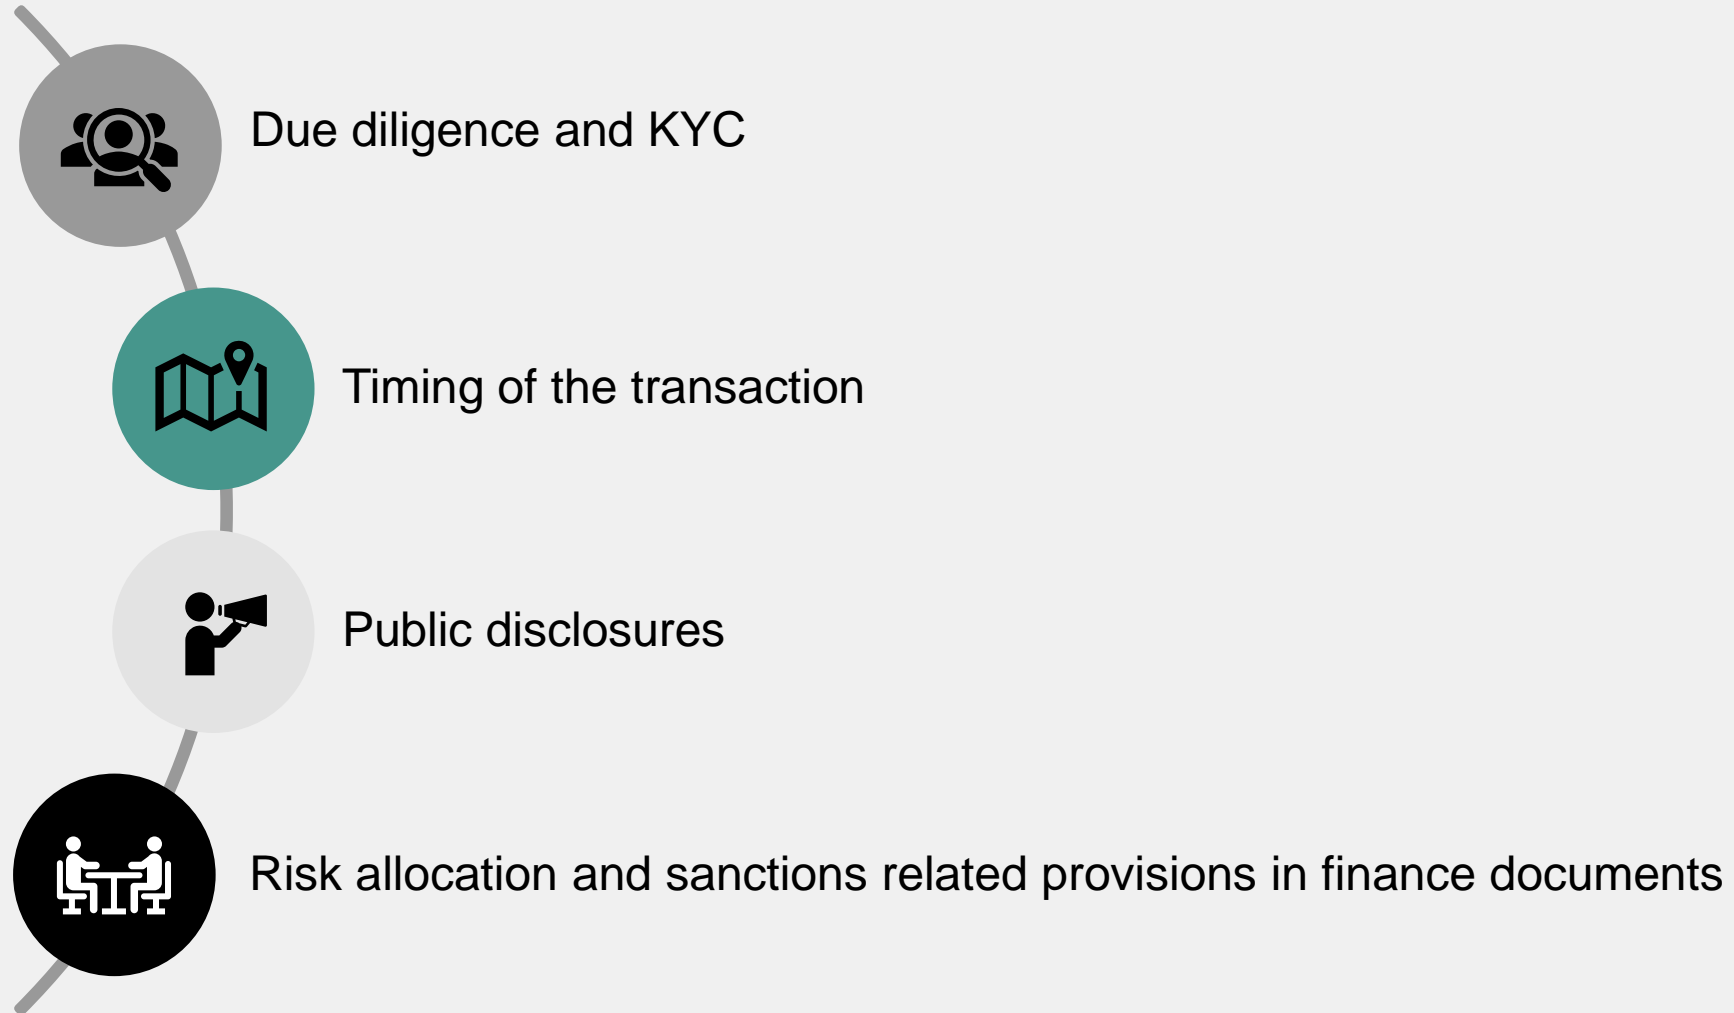 Due diligence and KYC
Timing of the transaction
Public disclosures
Risk allocation and sanctions related provisions in finance documents